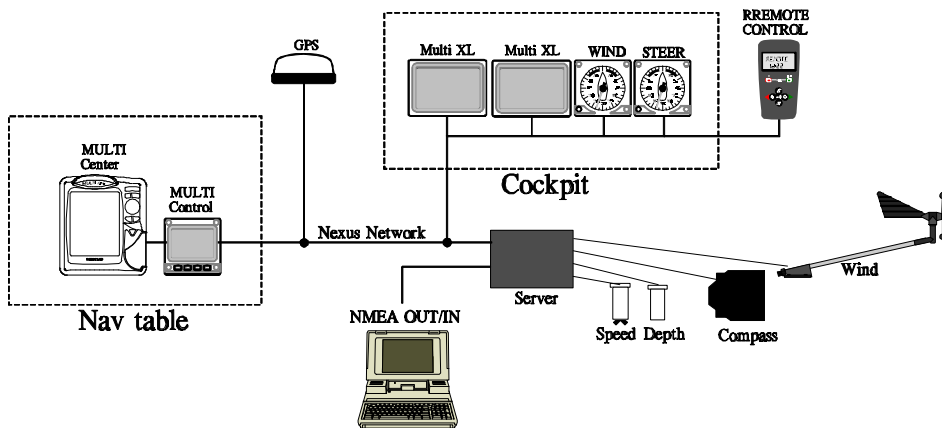 GPS
Multi XL
Multi XL
WIND
STEER
RREMOTE
CONTROL
REMOTE
MULTI
Center
MULTI
Control
Cockpit
Nexus Network
Server
Wind
Nav table
NMEA OUT/IN
Speed
Depth
Compass